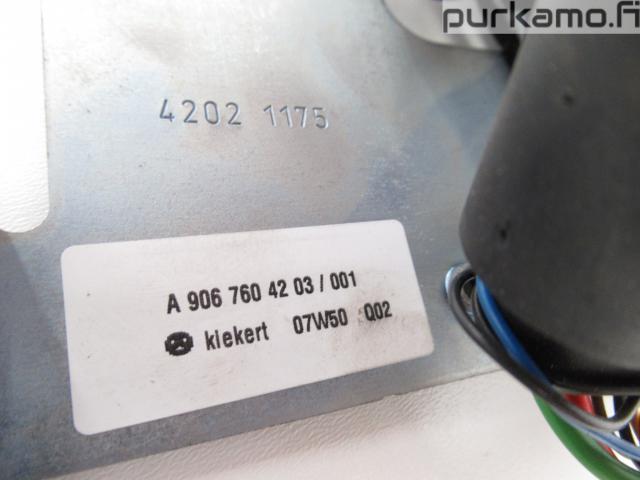 purkamo.fi
4202 1175
A 906 760 42 03 / 001
kiekert 07W50 Q02